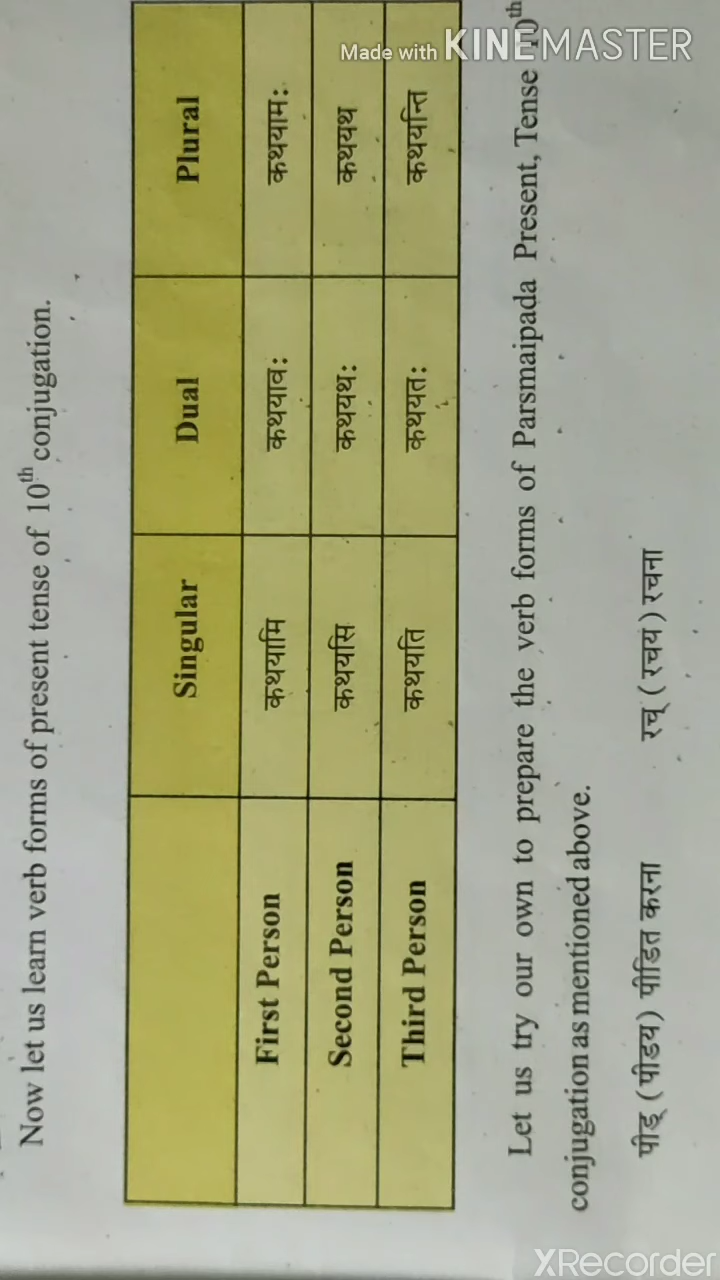 Now let us learn verb forms of present tense of 10th conjugation.
Singular Dual Plural
First Person कथयामि कथयावः कथयामः
Second Person कथयसि कथयथः कथयथ
Third Person कथयति कथयतः कथयन्ति
Let us try our own to prepare the verb forms of Parsmaipada Present, Tense 10th
conjugation as mentioned above.
पीड् (पीडय) पीडित करना रच् (रचय) रचना
Made with KINEMASTER
XRecorder